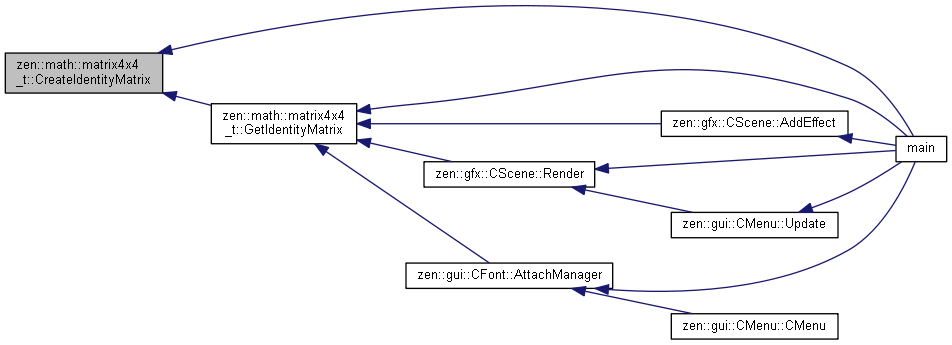 zen::math::matrix4x4
_t::CreateIdentityMatrix
zen::math::matrix4x4
_t::GetIdentityMatrix
zen::gfx::CScene::AddEffect
main
zen::gfx::CScene::Render
zen::gui::CMenu::Update
zen::gui::CFont::AttachManager
zen::gui::CMenu::CMenu